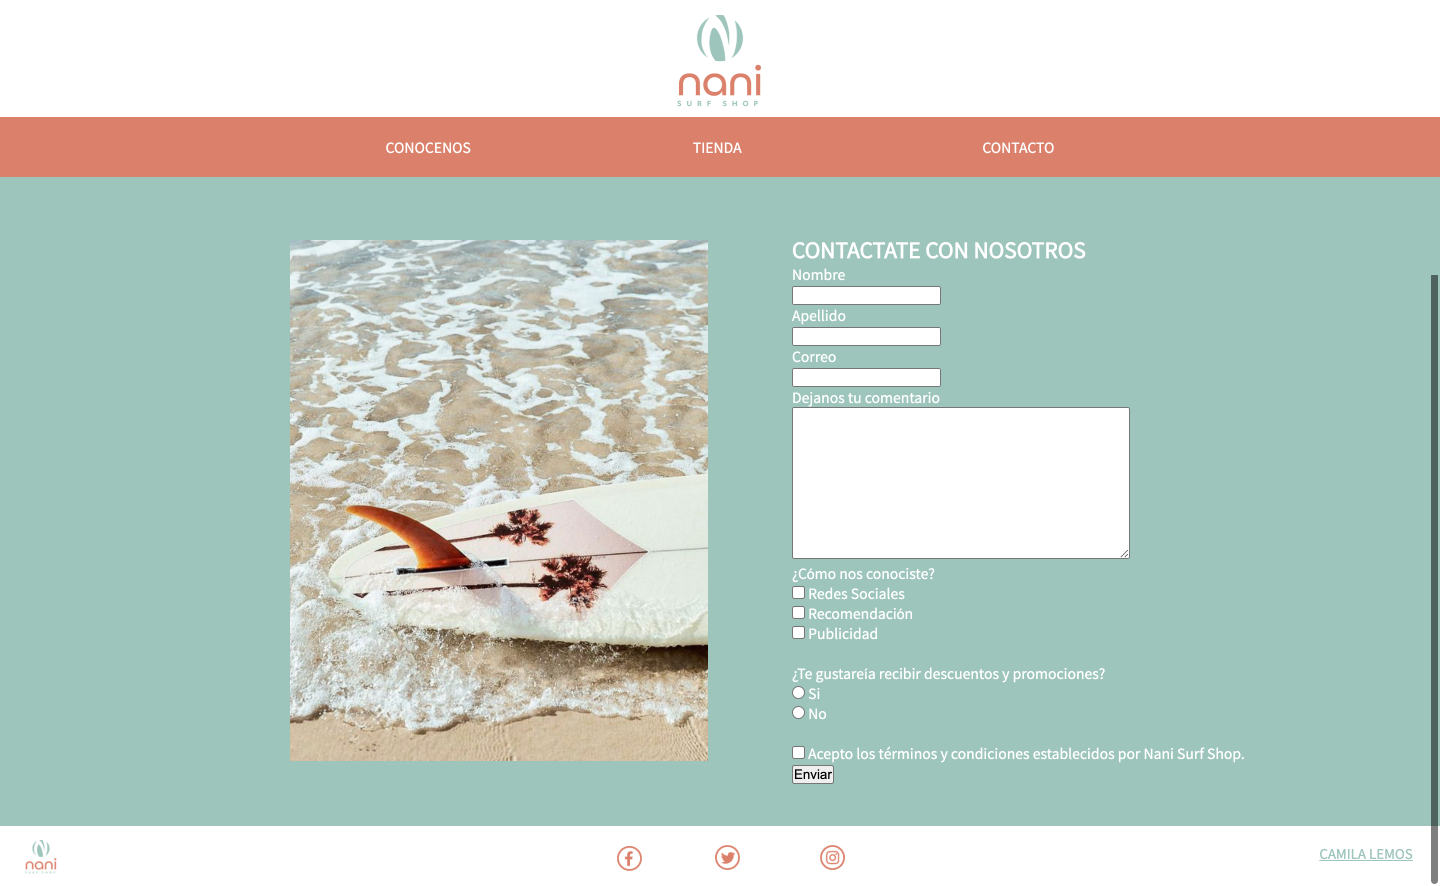 nani
SURF SHOP
CONOCENOS
TIENDA
CONTACTO
CONTACTATE CON NOSOTROS
Nombre
Apellido
Correo
Dejanos tu comentario
¿Cómo nos conociste?
Redes Sociales
Recomendación
Publicidad
¿Te gustareía recibir descuentos y promociones?
Si
No
Acepto los términos y condiciones establecidos por Nani Surf Shop.
Enviar
nani
CAMILA LEMOS